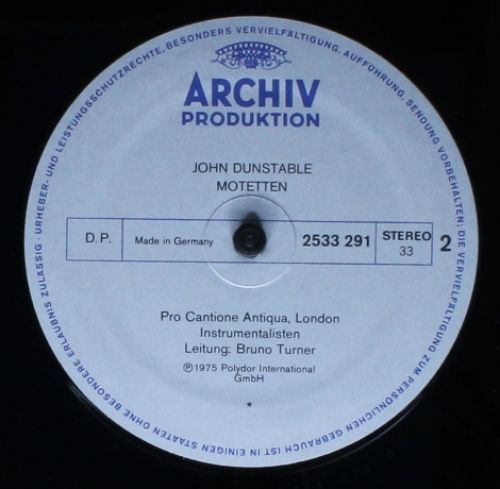 ARCHIV
PRODUKTION
JOHN DUNSTABLE
MOTETTEN
D.P.
Made in Germany
2533 291
STEREO
33
2
Pro Cantione Antiqua, London
Instrumentalisten
Leitung: Bruno Turner
Ⓟ 1975 Polydor International
GmbH
*
URHEBER- UND LEISTUNGSSCHUTZRECHTE, BESONDERS VERVIELFÄLTIGUNG, AUFFÜHRUNG, SENDUNG VORBEHALTEN; DIE VERVIELFÄLTIGUNG ZUM PERSÖNLICHEN GEBRAUCH IST IN EINIGEN STAATEN OHNE BESONDERE ERLAUBNIS ZULÄSSIG ·